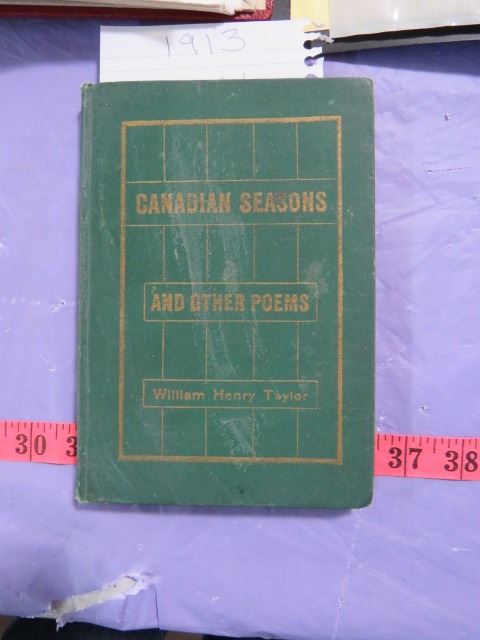 1913
CANADIAN SEASONS
AND OTHER POEMS
William Henry Taylor
30 3 37 38